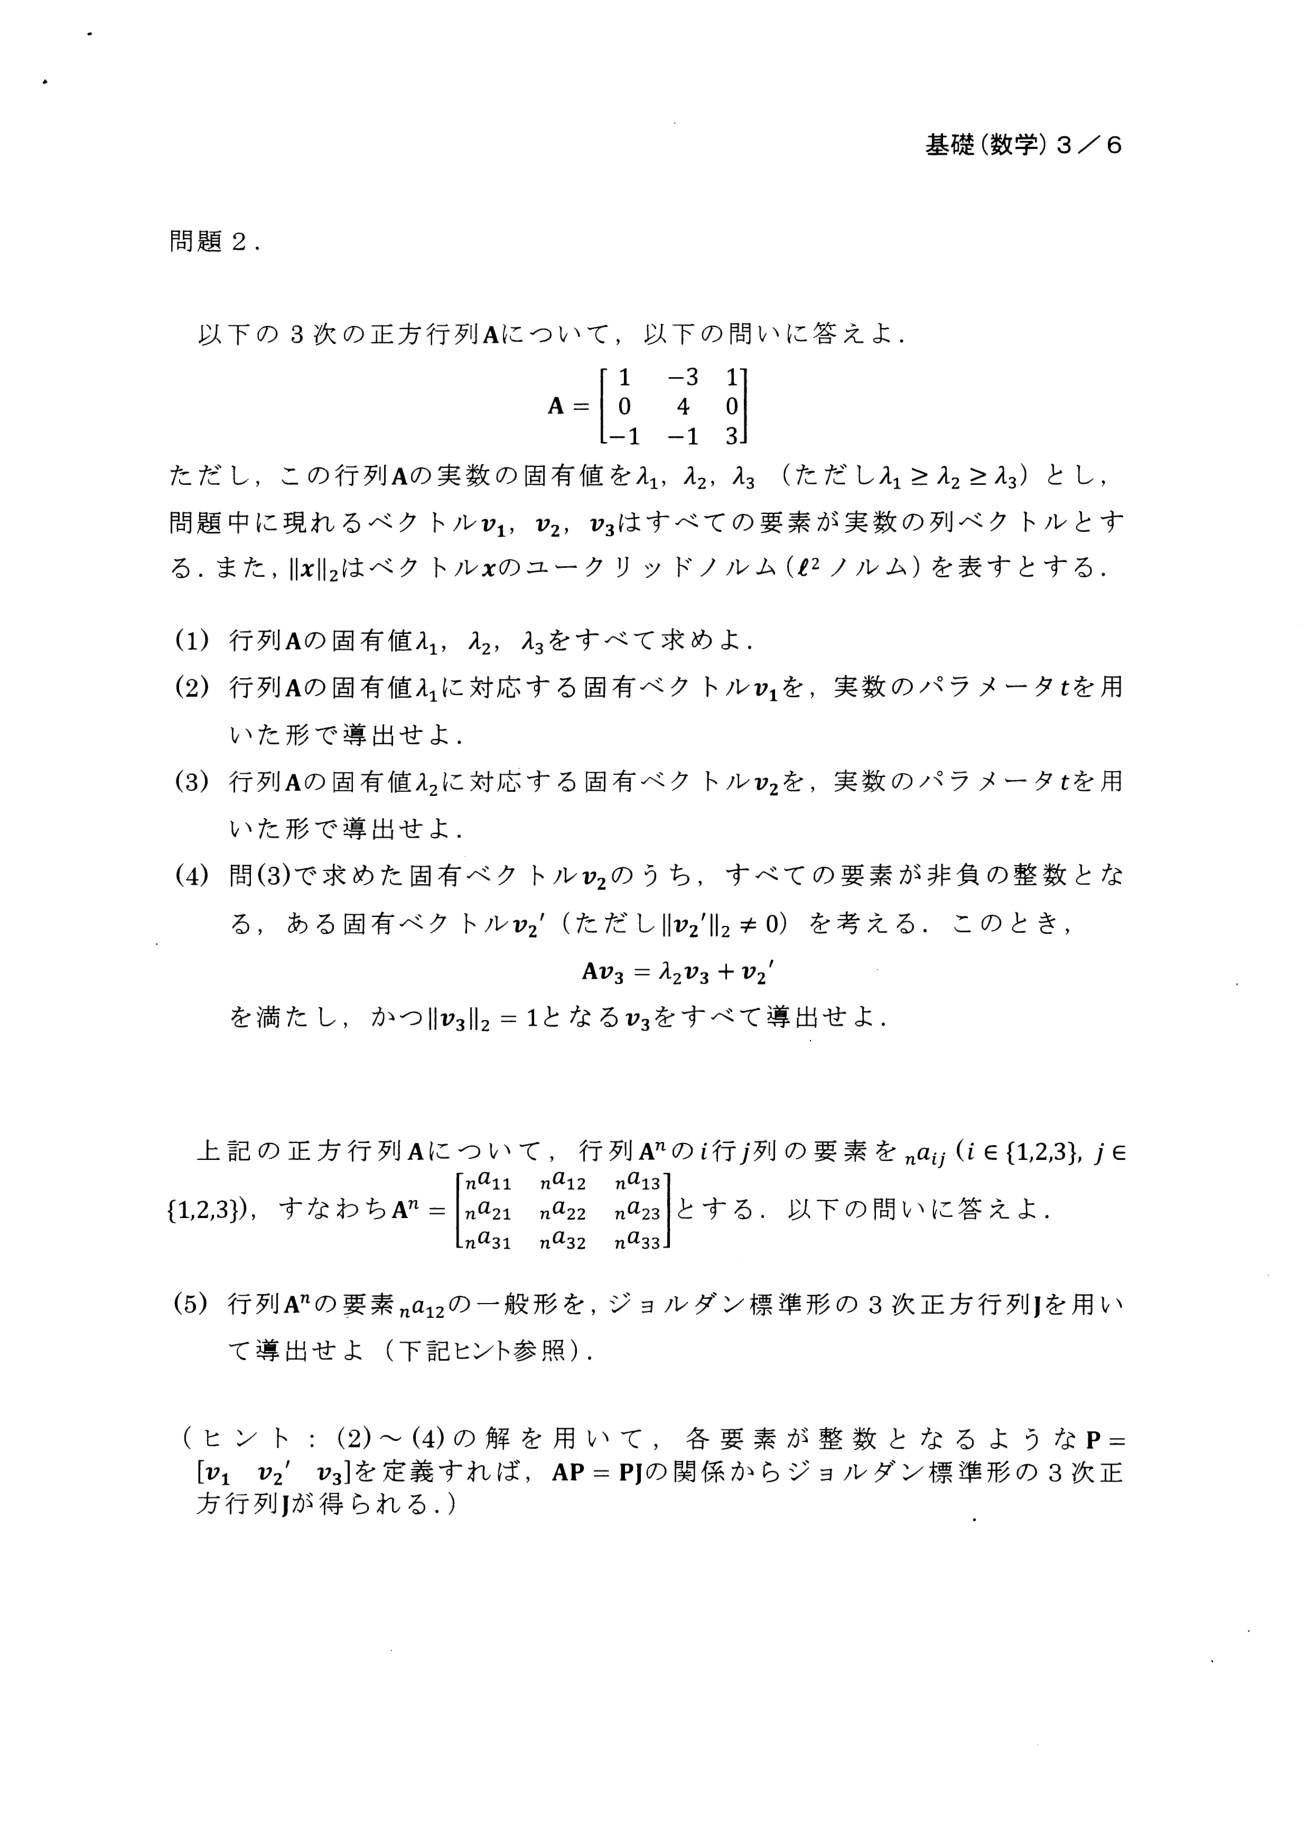 基礎(数学)3／6
問題2．
以下の3次の正方行列Aについて，以下の問いに答えよ．
A = [1 −3 1
0 4 0
−1 −1 3]
ただし，この行列Aの実数の固有値をλ₁，λ₂，λ₃（ただしλ₁ ≥ λ₂ ≥ λ₃）とし，
問題中に現れるベクトルv₁，v₂，v₃はすべての要素が実数の列ベクトルとす
る．また，‖x‖₂はベクトルxのユークリッドノルム(ℓ²ノルム)を表すとする．
(1) 行列Aの固有値λ₁，λ₂，λ₃をすべて求めよ．
(2) 行列Aの固有値λ₁に対応する固有ベクトルv₁を，実数のパラメータtを用
いた形で導出せよ．
(3) 行列Aの固有値λ₂に対応する固有ベクトルv₂を，実数のパラメータtを用
いた形で導出せよ．
(4) 問(3)で求めた固有ベクトルv₂のうち，すべての要素が非負の整数とな
る，ある固有ベクトルv₂′（ただし‖v₂′‖₂ ≠ 0）を考える．このとき，
Av₃ = λ₂v₃ + v₂′
を満たし，かつ‖v₃‖₂ = 1となるv₃をすべて導出せよ．
上記の正方行列Aについて，行列Aⁿのi行j列の要素をₙaᵢⱼ (i ∈ {1,2,3}, j ∈
{1,2,3})，すなわちAⁿ = [ₙa₁₁ ₙa₁₂ ₙa₁₃
ₙa₂₁ ₙa₂₂ ₙa₂₃
ₙa₃₁ ₙa₃₂ ₙa₃₃]とする．以下の問いに答えよ．
(5) 行列Aⁿの要素ₙa₁₂の一般形を，ジョルダン標準形の3次正方行列Jを用い
て導出せよ（下記ヒント参照）．
（ヒント：(2)～(4)の解を用いて，各要素が整数となるようなP =
[v₁ v₂′ v₃]を定義すれば，AP = PJの関係からジョルダン標準形の3次正
方行列Jが得られる．）